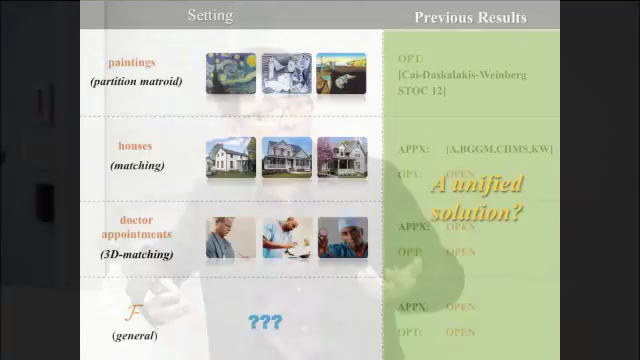 Setting
Previous Results
paintings
(partition matroid)
OPT:
[Cai-Daskalakis-Weinberg
STOC 12]
houses
(matching)
APPX: [A,BGGM,CHMS,KW]
OPT: OPEN
A unified
solution?
doctor
appointments
(3D-matching)
APPX: OPEN
OPT: OPEN
ℱ
(general)
???
APPX: OPEN
OPT: OPEN